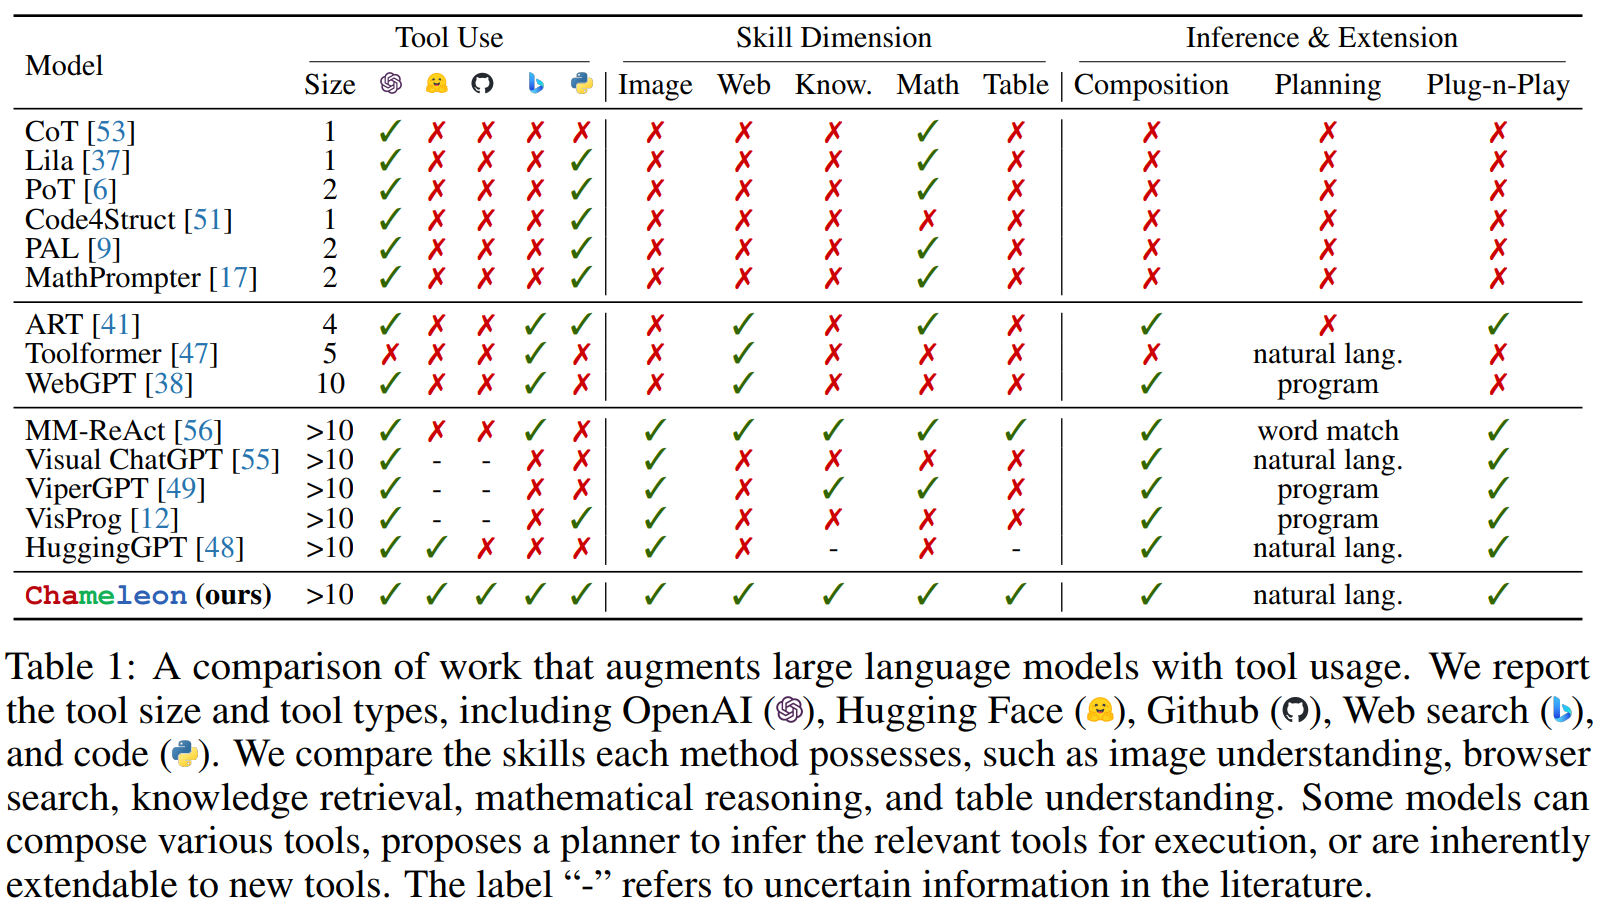 Tool Use Skill Dimension Inference & Extension
Model
Size Image Web Know. Math Table Composition Planning Plug-n-Play
CoT [53] 1 ✓ ✗ ✗ ✗ ✗ ✗ ✗ ✗ ✓ ✗ ✗ ✗ ✗
Lila [37] 1 ✓ ✗ ✗ ✗ ✓ ✗ ✗ ✗ ✓ ✗ ✗ ✗ ✗
PoT [6] 2 ✓ ✗ ✗ ✗ ✓ ✗ ✗ ✗ ✓ ✗ ✗ ✗ ✗
Code4Struct [51] 1 ✓ ✗ ✗ ✗ ✓ ✗ ✗ ✗ ✗ ✗ ✗ ✗ ✗
PAL [9] 2 ✓ ✗ ✗ ✗ ✓ ✗ ✗ ✗ ✓ ✗ ✗ ✗ ✗
MathPrompter [17] 2 ✓ ✗ ✗ ✗ ✓ ✗ ✗ ✗ ✓ ✗ ✗ ✗ ✗
ART [41] 4 ✓ ✗ ✗ ✓ ✓ ✗ ✓ ✗ ✓ ✗ ✓ ✗ ✓
Toolformer [47] 5 ✗ ✗ ✗ ✓ ✗ ✗ ✓ ✗ ✗ ✗ ✗ natural lang. ✗
WebGPT [38] 10 ✓ ✗ ✗ ✓ ✗ ✗ ✓ ✗ ✗ ✗ ✓ program ✗
MM-ReAct [56] >10 ✓ ✗ ✗ ✓ ✗ ✓ ✓ ✓ ✓ ✓ ✓ word match ✓
Visual ChatGPT [55] >10 ✓ - - ✗ ✗ ✓ ✗ ✗ ✗ ✗ ✓ natural lang. ✓
ViperGPT [49] >10 ✓ - - ✗ ✗ ✓ ✗ ✓ ✓ ✗ ✓ program ✓
VisProg [12] >10 ✓ - - ✗ ✓ ✓ ✗ ✗ ✗ ✗ ✓ program ✓
HuggingGPT [48] >10 ✓ ✓ ✗ ✗ ✗ ✓ ✗ - ✗ - ✓ natural lang. ✓
Chameleon (ours) >10 ✓ ✓ ✓ ✓ ✓ ✓ ✓ ✓ ✓ ✓ ✓ natural lang. ✓
Table 1: A comparison of work that augments large language models with tool usage. We report
the tool size and tool types, including OpenAI (), Hugging Face (), Github (), Web search (),
and code (). We compare the skills each method possesses, such as image understanding, browser
search, knowledge retrieval, mathematical reasoning, and table understanding. Some models can
compose various tools, proposes a planner to infer the relevant tools for execution, or are inherently
extendable to new tools. The label “-” refers to uncertain information in the literature.